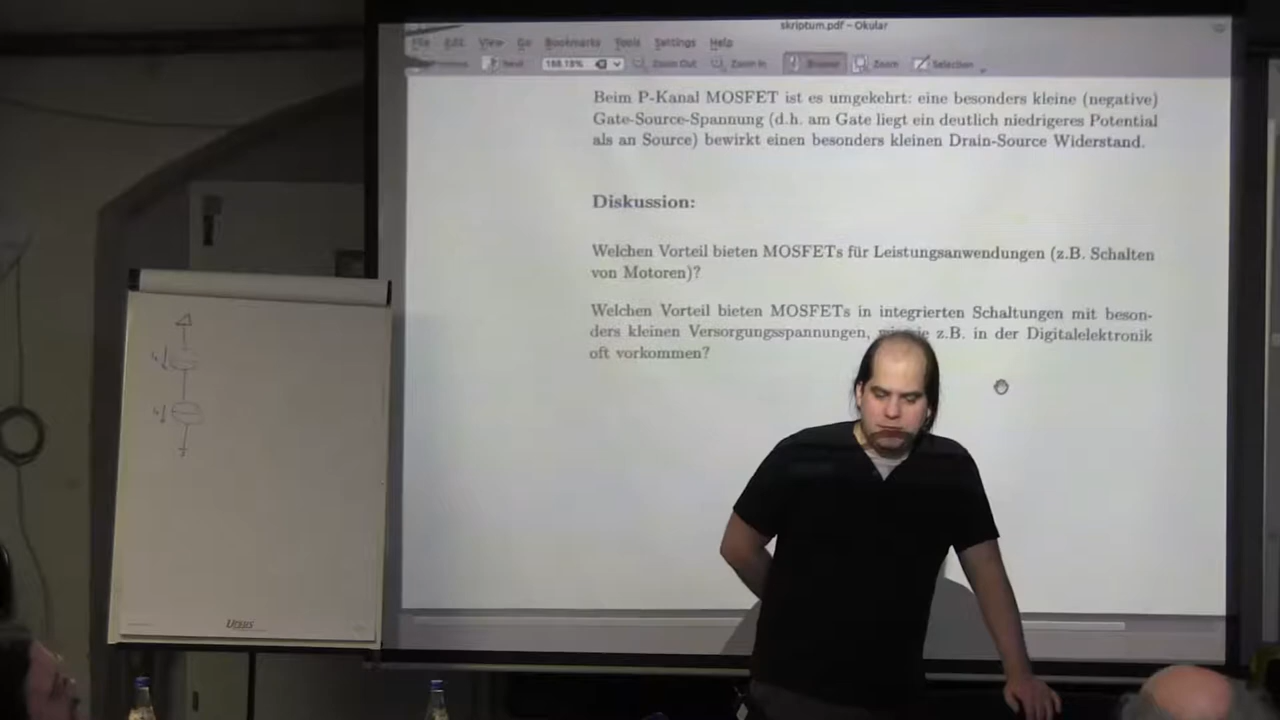 skriptum.pdf – Okular
File Edit View Go Bookmarks Tools Settings Help
Next 168.18% Zoom Out Zoom In Browse Zoom Selection
Beim P-Kanal MOSFET ist es umgekehrt: eine besonders kleine (negative)
Gate-Source-Spannung (d.h. am Gate liegt ein deutlich niedrigeres Potential
als an Source) bewirkt einen besonders kleinen Drain-Source Widerstand.
Diskussion:
Welchen Vorteil bieten MOSFETs für Leistungsanwendungen (z.B. Schalten
von Motoren)?
Welchen Vorteil bieten MOSFETs in integrierten Schaltungen mit beson-
ders kleinen Versorgungsspannungen, z.B. in der Digitalelektronik
oft vorkommen?